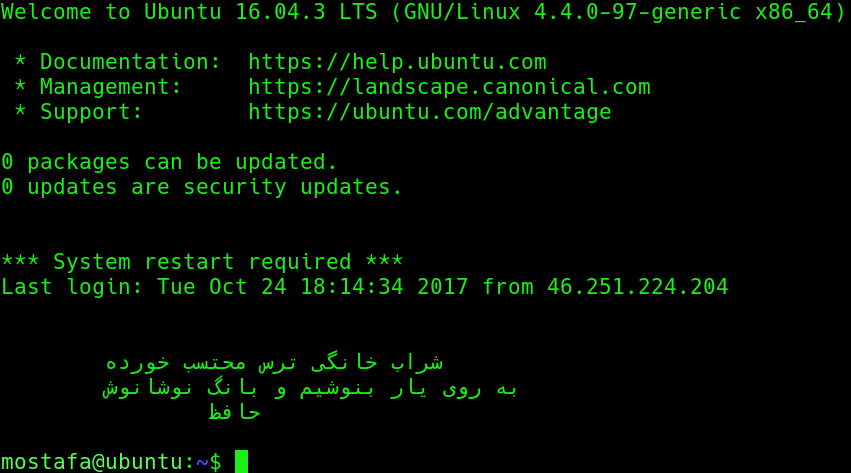 Welcome to Ubuntu 16.04.3 LTS (GNU/Linux 4.4.0-97-generic x86_64)
* Documentation:  https://help.ubuntu.com
* Management:     https://landscape.canonical.com
* Support:        https://ubuntu.com/advantage
0 packages can be updated.
0 updates are security updates.
*** System restart required ***
Last login: Tue Oct 24 18:14:34 2017 from 46.251.224.204
شراب خانگی ترس محتسب خورده
به روی یار بنوشیم و بانگ نوشانوش
حافظ
mostafa@ubuntu:~$